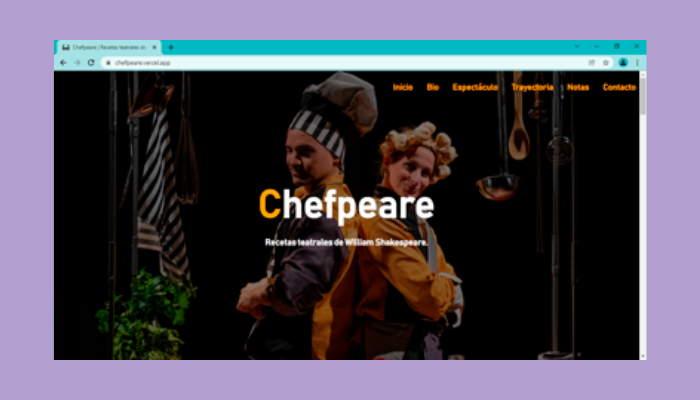 Chefpeare | Recetas teatrales de
chefpeare.vercel.app
Inicio Bio Espectáculo Trayectoria Notas Contacto
Chefpeare
Recetas teatrales de William Shakespeare.